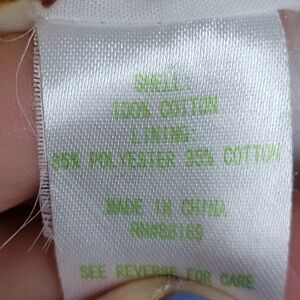 SHELL:
100% COTTON
LINING
65% POLYESTER 35% COTTON
MADE IN CHINA
SEE REVERSE FOR CARE